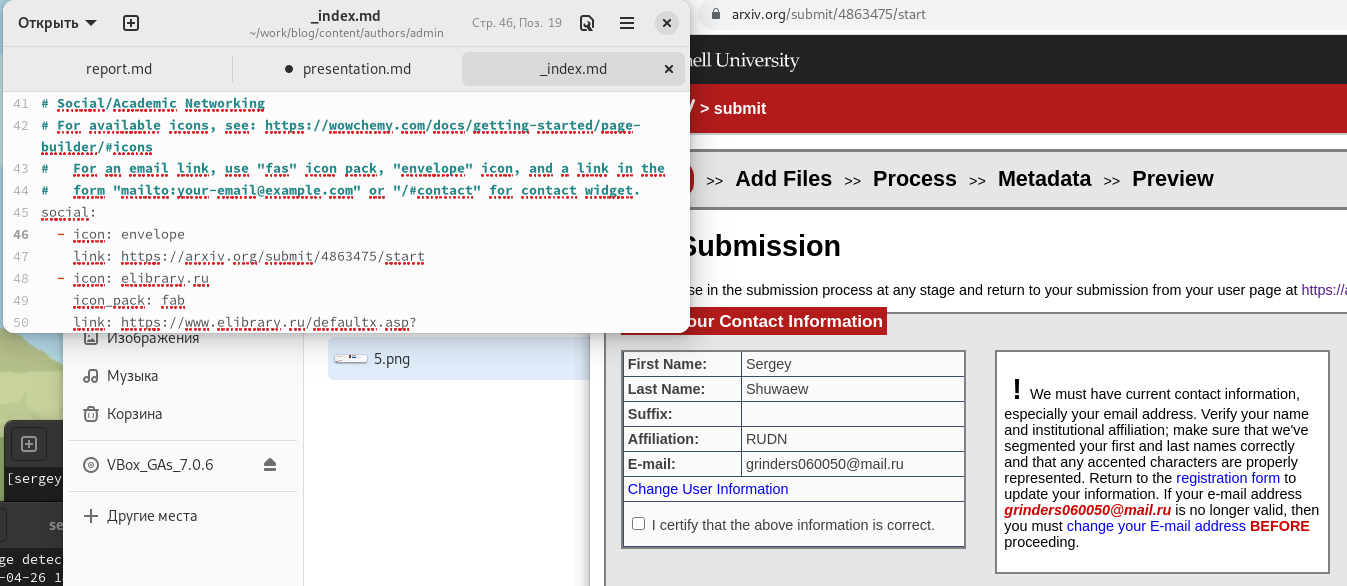 Открыть
_index.md
~/work/blog/content/authors/admin
Стр. 46, Поз. 19
report.md
presentation.md
_index.md
41 # Social/Academic Networking
42 # For available icons, see: https://wowchemy.com/docs/getting-started/page-
builder/#icons
43 #   For an email link, use "fas" icon pack, "envelope" icon, and a link in the
44 #   form "mailto:your-email@example.com" or "/#contact" for contact widget.
45 social:
46   - icon: envelope
47     link: https://arxiv.org/submit/4863475/start
48   - icon: elibrary.ru
49     icon_pack: fab
50     link: https://www.elibrary.ru/defaultx.asp?
Изображения
Музыка
Корзина
VBox_GAs_7.0.6
Другие места
5.png
[sergey
se
ge detec
-04-26 1
arxiv.org/submit/4863475/start
ell University
> submit
>> Add Files >> Process >> Metadata >> Preview
Submission
se in the submission process at any stage and return to your submission from your user page at https://a
our Contact Information
First Name: Sergey
Last Name: Shuwaew
Suffix:
Affiliation: RUDN
E-mail: grinders060050@mail.ru
Change User Information
I certify that the above information is correct.
! We must have current contact information,
especially your email address. Verify your name
and institutional affiliation; make sure that we've
segmented your first and last names correctly
and that any accented characters are properly
represented. Return to the registration form to
update your information. If your e-mail address
grinders060050@mail.ru is no longer valid, then
you must change your E-mail address BEFORE
proceeding.